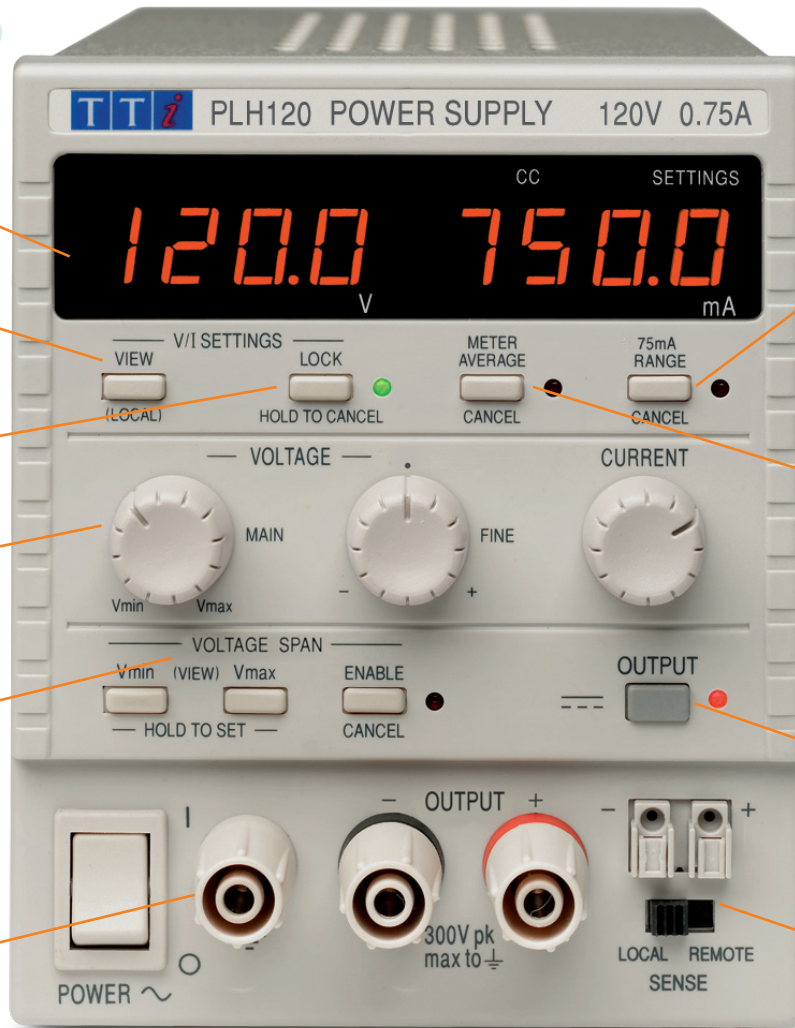 TTi PLH120 POWER SUPPLY 120V 0.75A
CC SETTINGS
120.0 750.0
V mA
V/I SETTINGS
VIEW LOCK METER AVERAGE 75mA RANGE
(LOCAL) HOLD TO CANCEL CANCEL CANCEL
VOLTAGE CURRENT
MAIN FINE
Vmin Vmax - +
VOLTAGE SPAN
Vmin (VIEW) Vmax ENABLE OUTPUT
HOLD TO SET CANCEL
I - OUTPUT + - +
300V pk
max to
O
LOCAL REMOTE
POWER SENSE